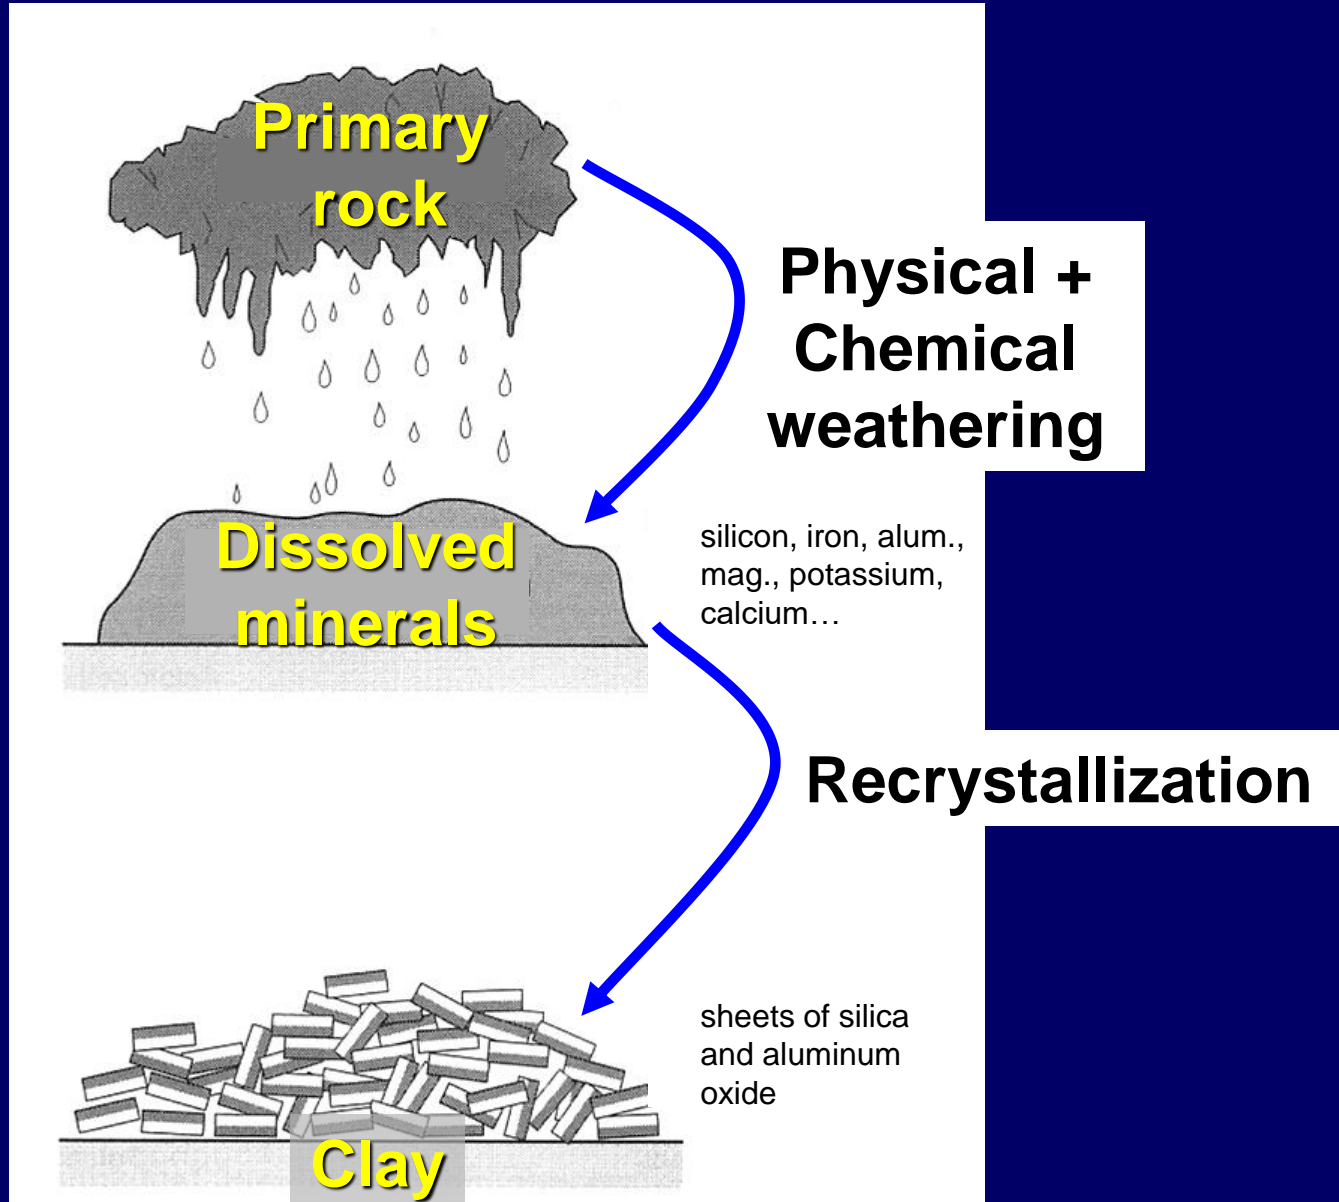 Primary
rock
Physical +
Chemical
weathering
Dissolved
minerals
silicon, iron, alum.,
mag., potassium,
calcium…
Recrystallization
sheets of silica
and aluminum
oxide
Clay